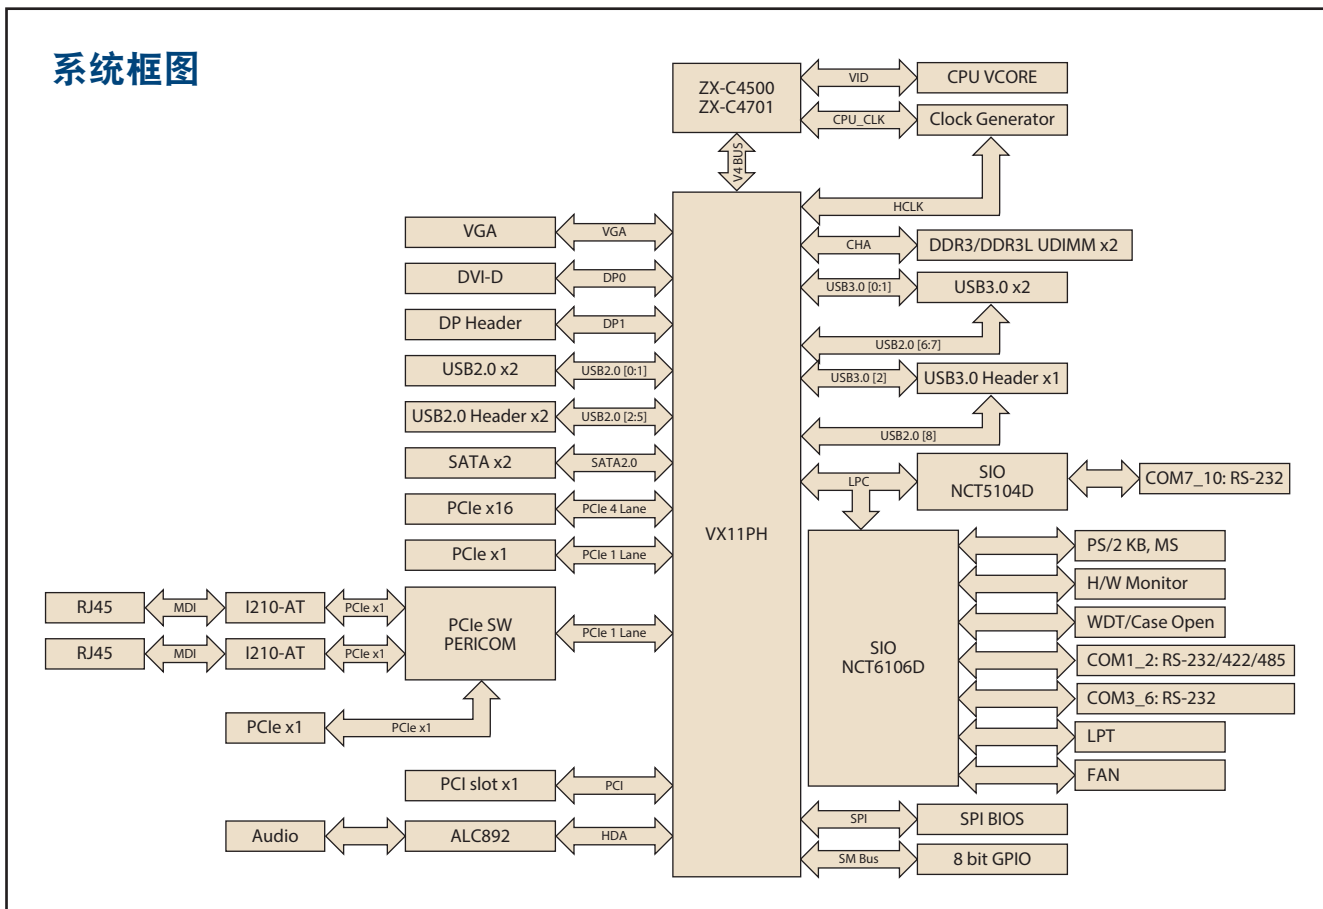 系统框图
ZX-C4500
ZX-C4701
VID
CPU VCORE
CPU_CLK
Clock Generator
V4 BUS
HCLK
VGA
VGA
CHA
DDR3/DDR3L UDIMM x2
DVI-D
DP0
USB3.0 [0:1]
USB3.0 x2
DP Header
DP1
USB2.0 [6:7]
USB2.0 x2
USB2.0 [0:1]
USB3.0 [2]
USB3.0 Header x1
USB2.0 Header x2
USB2.0 [2:5]
USB2.0 [8]
SATA x2
SATA2.0
LPC
SIO
NCT5104D
COM7_10: RS-232
PCIe x16
PCIe 4 Lane
VX11PH
PCIe x1
PCIe 1 Lane
PS/2 KB, MS
H/W Monitor
RJ45
MDI
I210-AT
PCIe x1
PCIe SW
PERICOM
PCIe 1 Lane
WDT/Case Open
RJ45
MDI
I210-AT
PCIe x1
SIO
NCT6106D
COM1_2: RS-232/422/485
COM3_6: RS-232
PCIe x1
PCIe x1
LPT
FAN
PCI slot x1
PCI
SPI
SPI BIOS
Audio
ALC892
HDA
SM Bus
8 bit GPIO